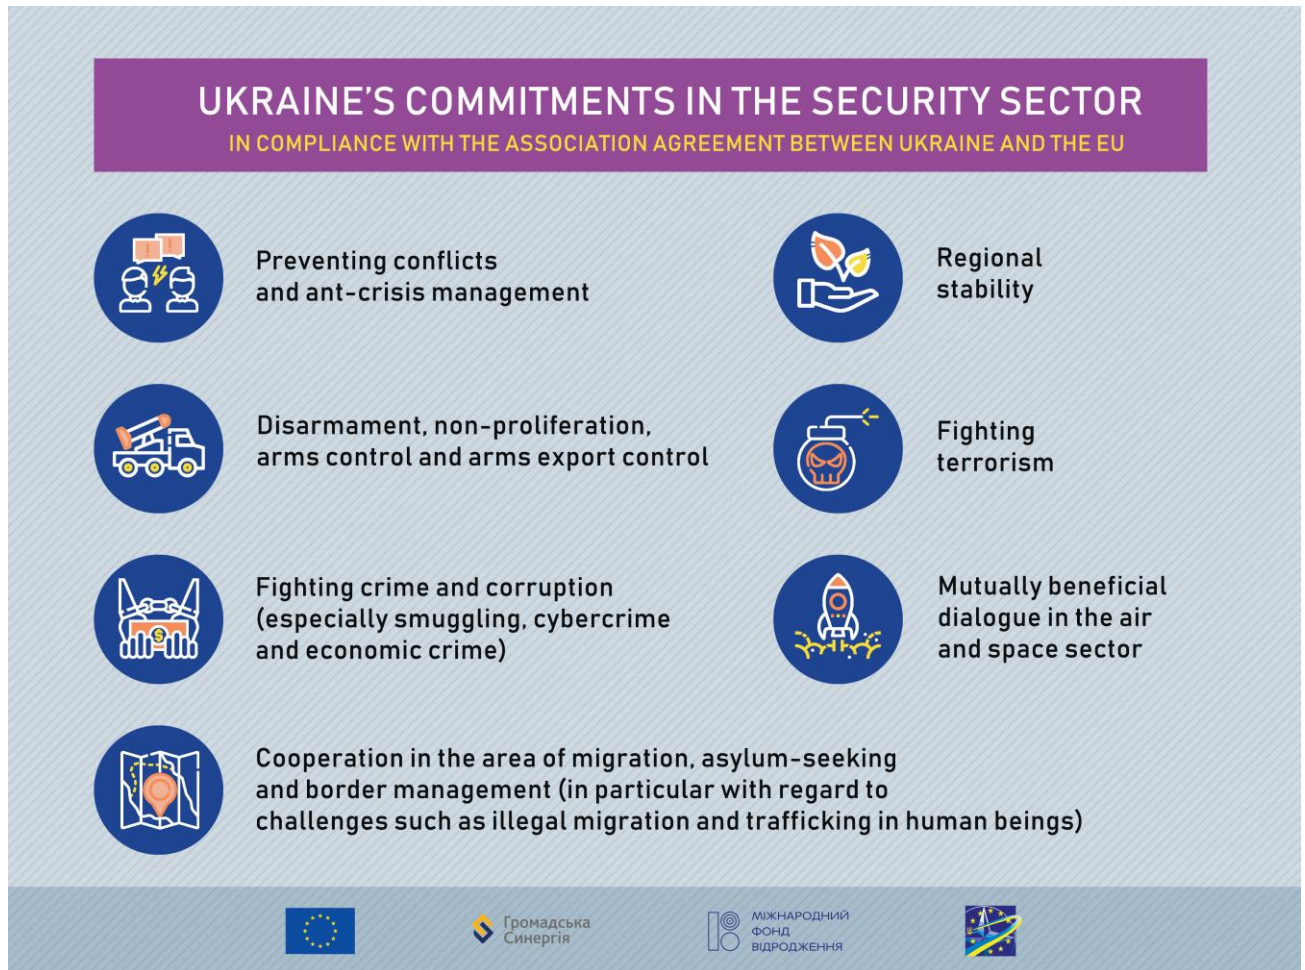 UKRAINE'S COMMITMENTS IN THE SECURITY SECTOR
IN COMPLIANCE WITH THE ASSOCIATION AGREEMENT BETWEEN UKRAINE AND THE EU
Preventing conflicts
and ant-crisis management
Regional
stability
Disarmament, non-proliferation,
arms control and arms export control
Fighting
terrorism
Fighting crime and corruption
(especially smuggling, cybercrime
and economic crime)
Mutually beneficial
dialogue in the air
and space sector
Cooperation in the area of migration, asylum-seeking
and border management (in particular with regard to
challenges such as illegal migration and trafficking in human beings)
Громадська
Синергія
МІЖНАРОДНИЙ
ФОНД
ВІДРОДЖЕННЯ